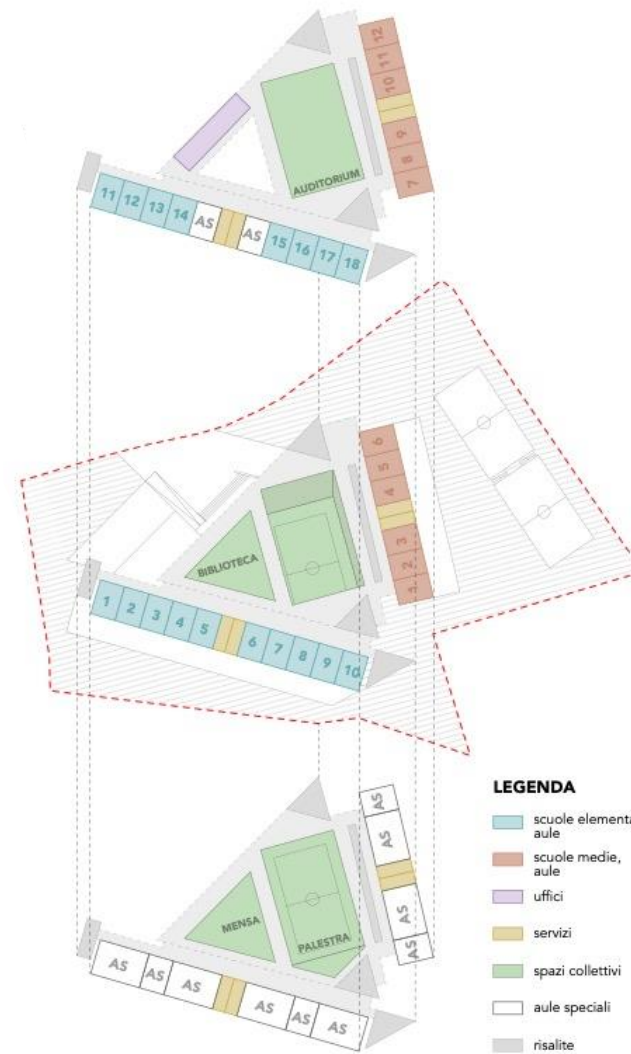 12
11
10
9
8
7
AUDITORIUM
11 12 13 14 AS AS 15 16 17 18
6
5
4
3
2
1
BIBLIOTECA
1 2 3 4 5 6 7 8 9 10
AS
AS
AS
AS
MENSA
PALESTRA
AS AS AS AS AS AS
LEGENDA
scuole elementa
aule
scuole medie,
aule
uffici
servizi
spazi collettivi
aule speciali
risalite